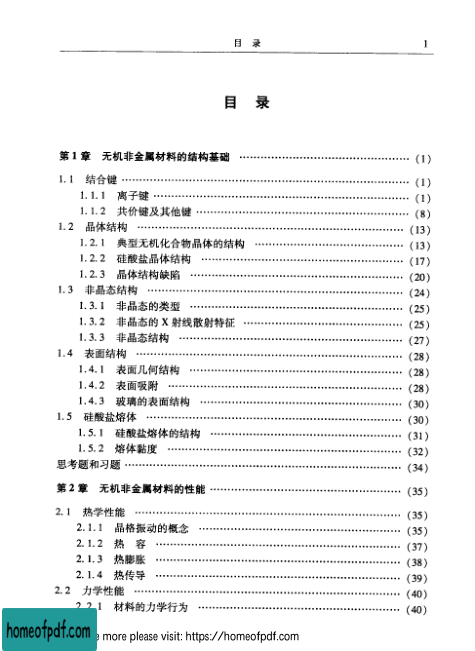 目 录 1
目 录
第1章 无机非金属材料的结构基础 …… (1)
1.1 结合键 …… (1)
1.1.1 离子键 …… (1)
1.1.2 共价键及其他键 …… (8)
1.2 晶体结构 …… (13)
1.2.1 典型无机化合物晶体的结构 …… (13)
1.2.2 硅酸盐晶体结构 …… (17)
1.2.3 晶体结构缺陷 …… (20)
1.3 非晶态结构 …… (24)
1.3.1 非晶态的类型 …… (25)
1.3.2 非晶态的X射线散射特征 …… (25)
1.3.3 非晶态结构 …… (27)
1.4 表面结构 …… (28)
1.4.1 表面几何结构 …… (28)
1.4.2 表面吸附 …… (28)
1.4.3 玻璃的表面结构 …… (30)
1.5 硅酸盐熔体 …… (30)
1.5.1 硅酸盐熔体的结构 …… (31)
1.5.2 熔体黏度 …… (32)
思考题和习题 …… (34)
第2章 无机非金属材料的性能 …… (35)
2.1 热学性能 …… (35)
2.1.1 晶格振动的概念 …… (35)
2.1.2 热 容 …… (37)
2.1.3 热膨胀 …… (38)
2.1.4 热传导 …… (39)
2.2 力学性能 …… (40)
2.2.1 材料的力学行为 …… (40)
homeofpdf.com
e more please visit: https://homeofpdf.com